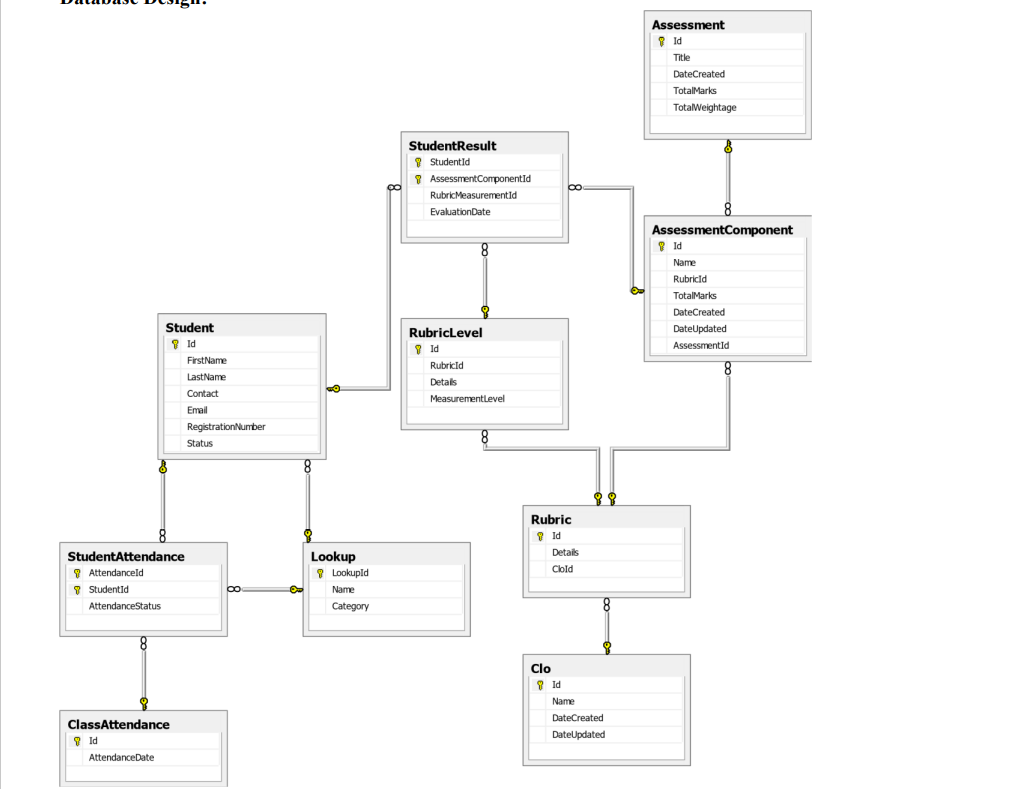 Database Design:
Assessment
Id
Title
DateCreated
TotalMarks
TotalWeightage
StudentResult
StudentId
AssessmentComponentId
RubricMeasurementId
EvaluationDate
AssessmentComponent
Id
Name
RubricId
TotalMarks
DateCreated
DateUpdated
AssessmentId
Student
Id
FirstName
LastName
Contact
Email
RegistrationNumber
Status
RubricLevel
Id
RubricId
Details
MeasurementLevel
Rubric
Id
Details
CloId
StudentAttendance
AttendanceId
StudentId
AttendanceStatus
Lookup
LookupId
Name
Category
Clo
Id
Name
DateCreated
DateUpdated
ClassAttendance
Id
AttendanceDate